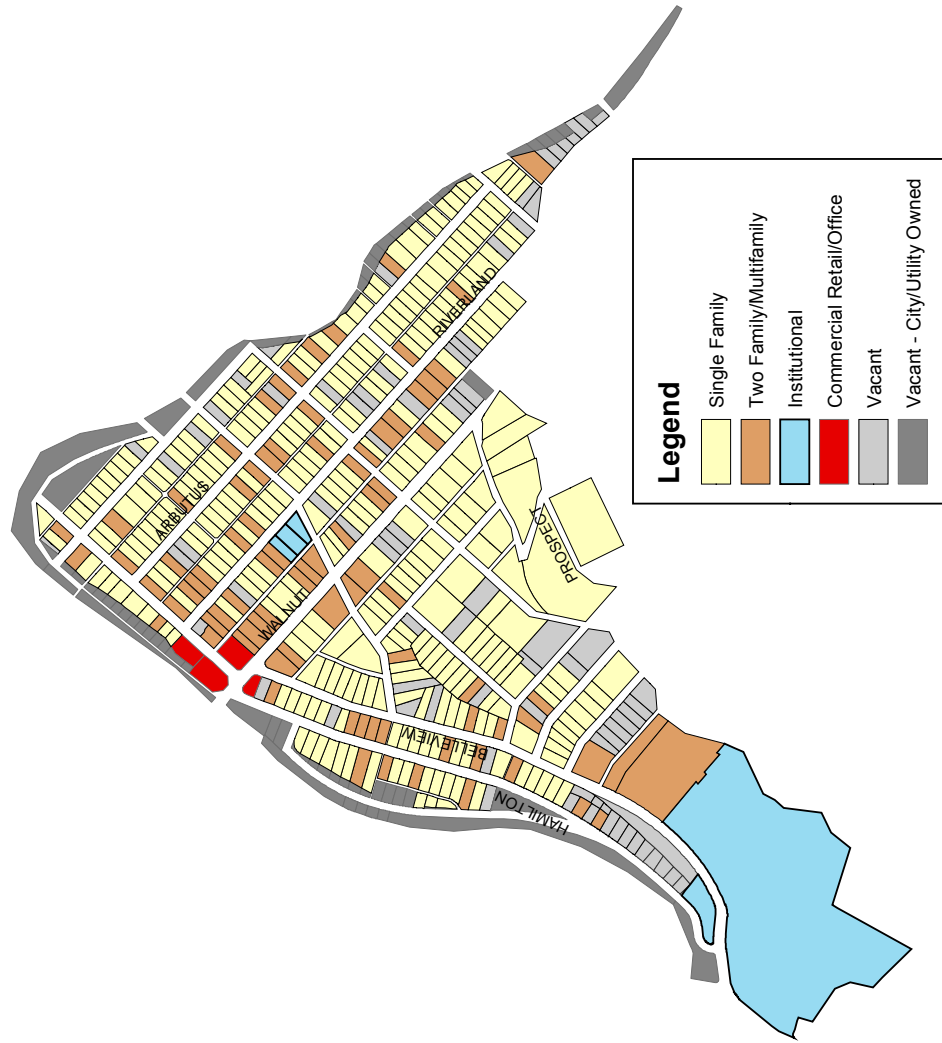 ARBUTUS
RIVERLAND
WALNUT
PROSPECT
BELLEVIEW
HAMILTON
Legend
Single Family
Two Family/Multifamily
Institutional
Commercial Retail/Office
Vacant
Vacant - City/Utility Owned